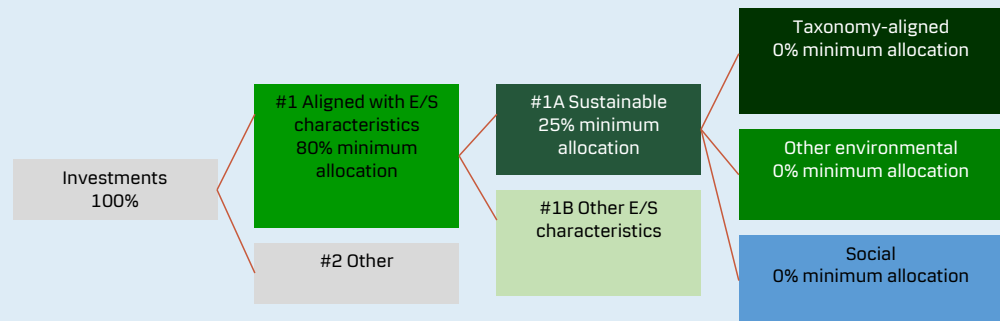 Investments
100%
#1 Aligned with E/S
characteristics
80% minimum
allocation
#2 Other
#1A Sustainable
25% minimum
allocation
#1B Other E/S
characteristics
Taxonomy-aligned
0% minimum allocation
Other environmental
0% minimum allocation
Social
0% minimum allocation